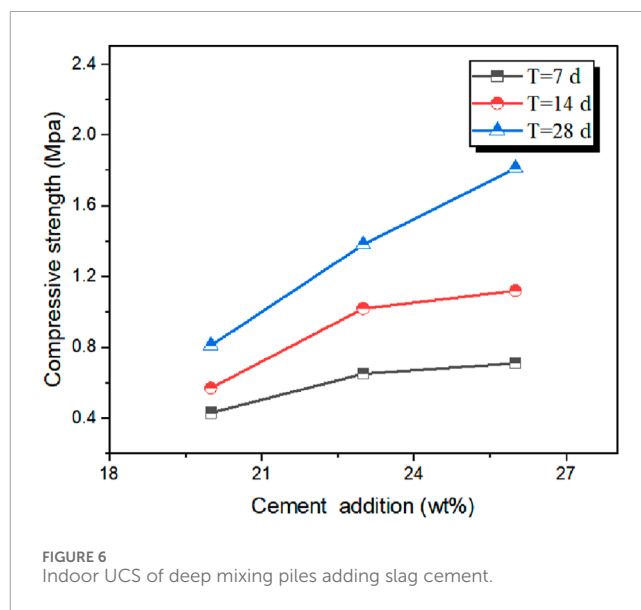 2.4
2.0
1.6
1.2
0.8
0.4
Compressive strength (Mpa)
T=7 d
T=14 d
T=28 d
18
21
24
27
Cement addition (wt%)
FIGURE 6
Indoor UCS of deep mixing piles adding slag cement.